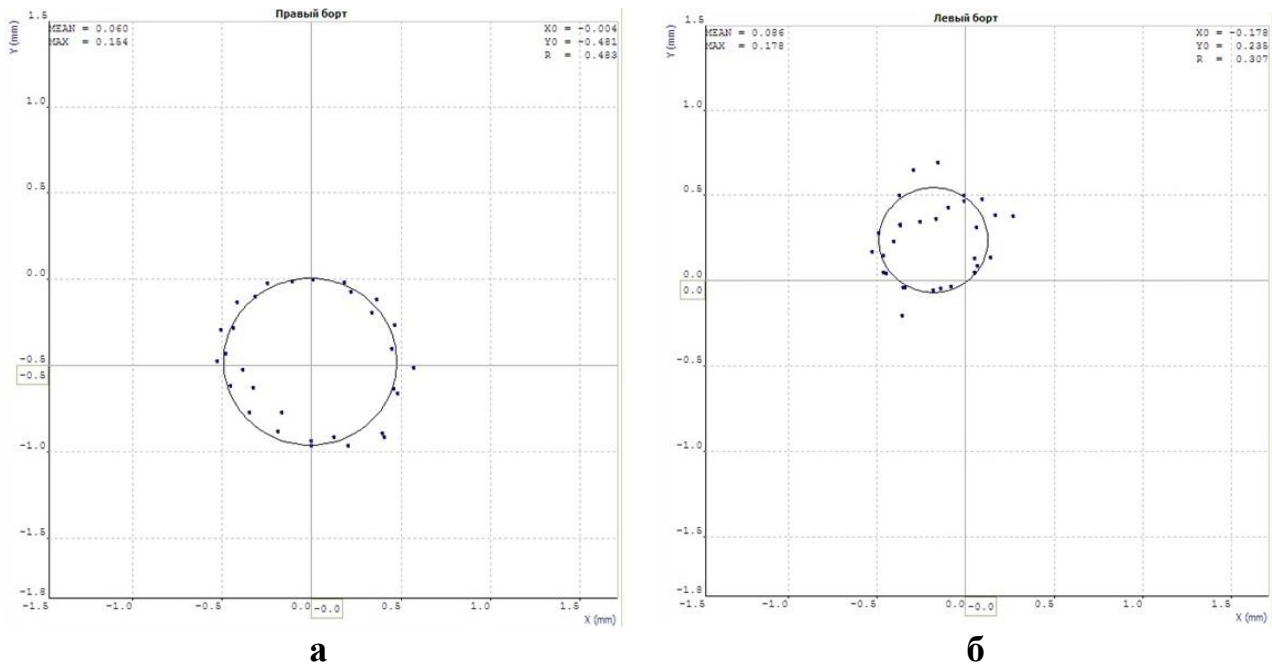 Правый борт
MEAN = 0.060
MAX = 0.154
X0 = -0.004
Y0 = -0.481
R = 0.483
Y (mm)
1.5
1.0
0.5
0.0
-0.5
-0.5
-1.0
-1.5
-1.8
-1.5
-1.0
-0.5
0.0
-0.0
0.5
1.0
1.5
X (mm)
а
Левый борт
MEAN = 0.086
MAX = 0.178
X0 = -0.178
Y0 = 0.235
R = 0.307
Y (mm)
1.5
1.0
0.5
0.0
0.0
-0.5
-1.0
-1.5
-1.8
-1.5
-1.0
-0.5
0.0
-0.0
0.5
1.0
1.5
X (mm)
б